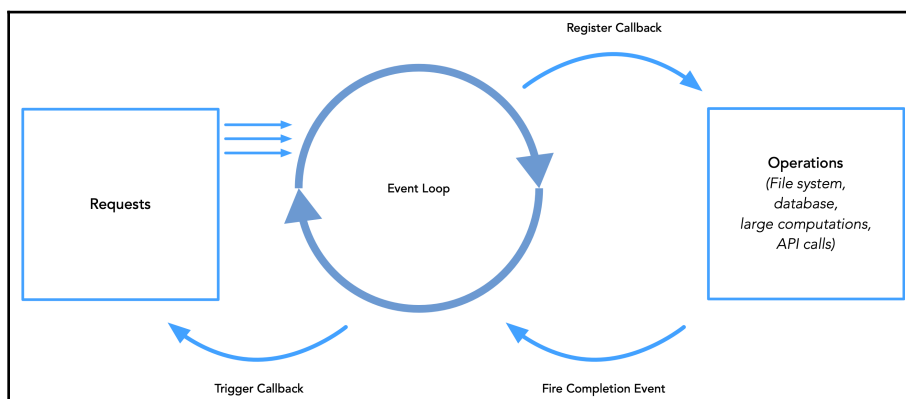 Register Callback
Requests
Event Loop
Operations
(File system,
database,
large computations,
API calls)
Trigger Callback
Fire Completion Event